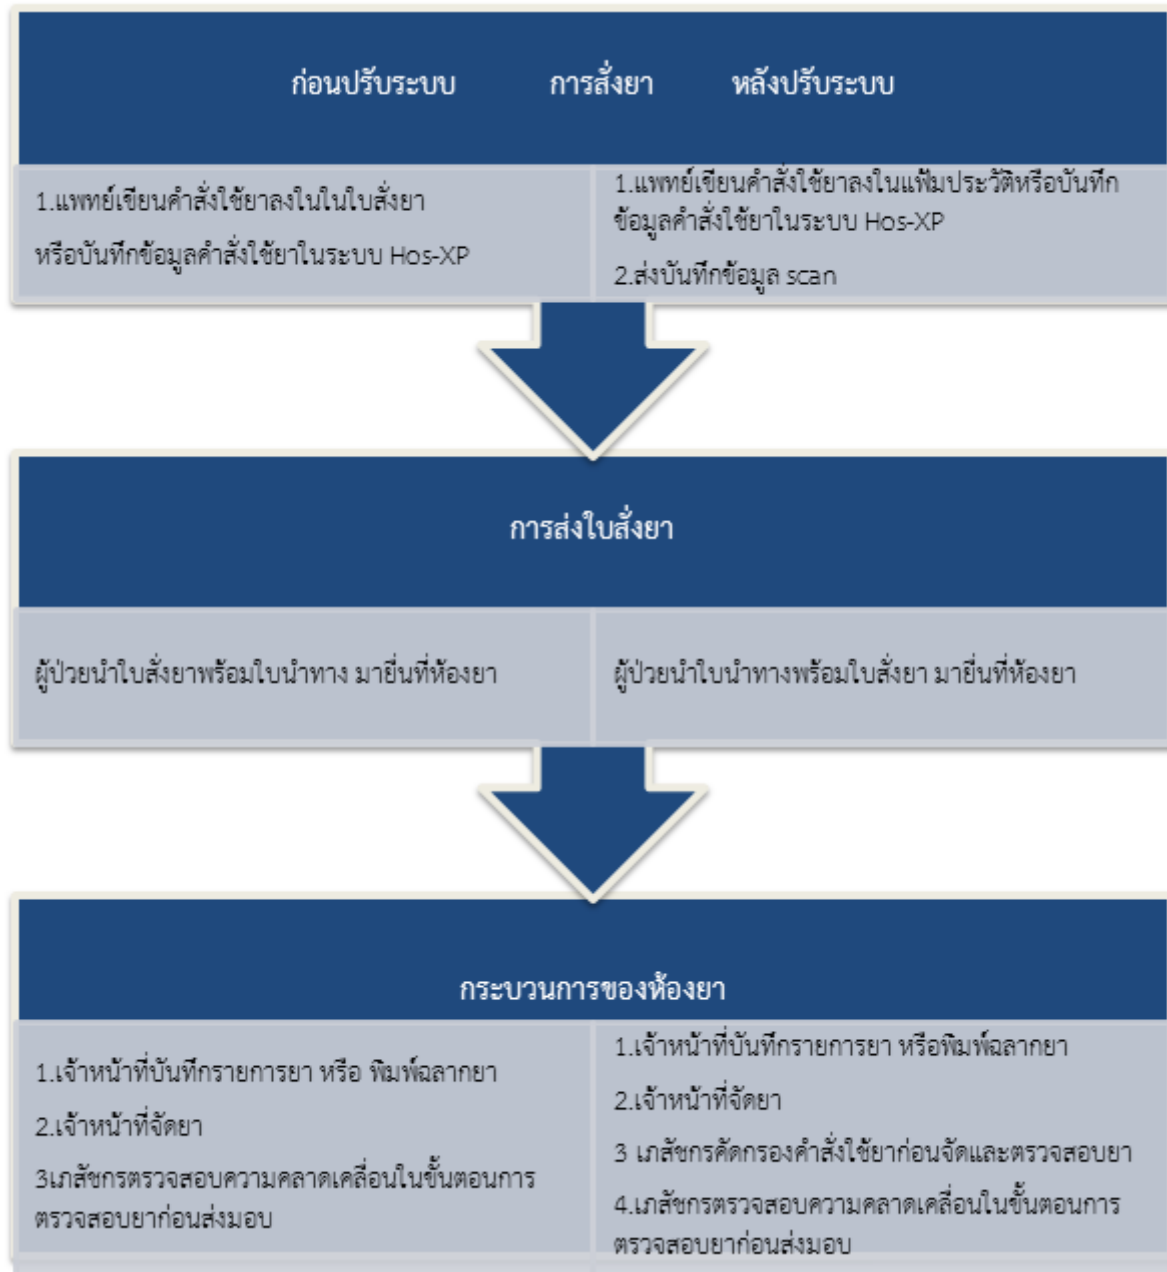 ก่อนปรับระบบ การสั่งยา หลังปรับระบบ
1.แพทย์เขียนคำสั่งใช้ยาลงในในใบสั่งยา
หรือบันทึกข้อมูลคำสั่งใช้ยาในระบบ Hos-XP
1.แพทย์เขียนคำสั่งใช้ยาลงในแฟ้มประวัติหรือบันทึก
ข้อมูลคำสั่งใช้ยาในระบบ Hos-XP
2.ส่งบันทึกข้อมูล scan
การส่งใบสั่งยา
ผู้ป่วยนำใบสั่งยาพร้อมใบนำทาง มายื่นที่ห้องยา
ผู้ป่วยนำใบนำทางพร้อมใบสั่งยา มายื่นที่ห้องยา
กระบวนการของห้องยา
1.เจ้าหน้าที่บันทึกรายการยา หรือ พิมพ์ฉลากยา
2.เจ้าหน้าที่จัดยา
3เภสัชกรตรวจสอบความคลาดเคลื่อนในขั้นตอนการ
ตรวจสอบยาก่อนส่งมอบ
1.เจ้าหน้าที่บันทึกรายการยา หรือพิมพ์ฉลากยา
2.เจ้าหน้าที่จัดยา
3 เภสัชกรคัดกรองคำสั่งใช้ยาก่อนจัดและตรวจสอบยา
4.เภสัชกรตรวจสอบความคลาดเคลื่อนในขั้นตอนการ
ตรวจสอบยาก่อนส่งมอบ